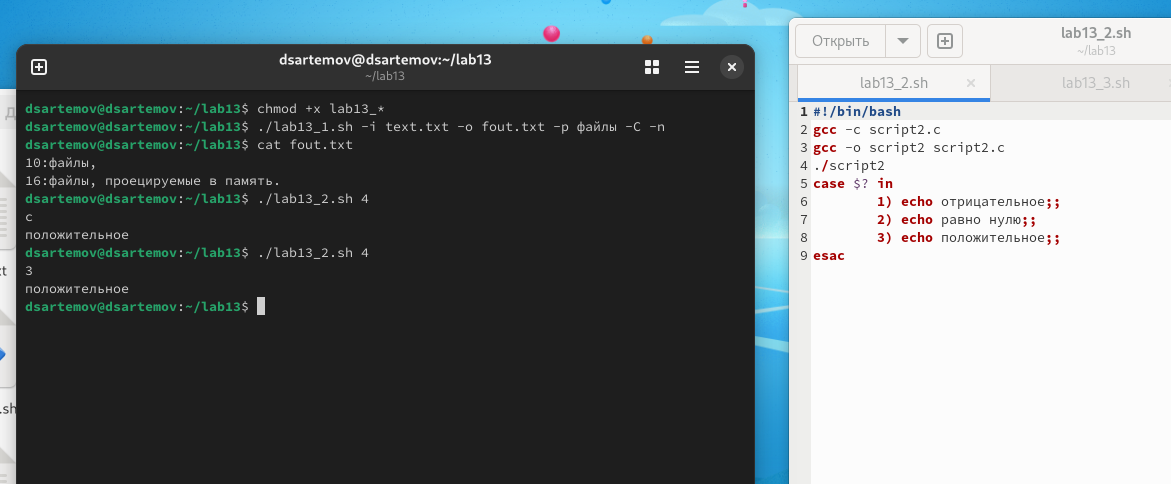 dsartemov@dsartemov:~/lab13
~/lab13
dsartemov@dsartemov:~/lab13$ chmod +x lab13_*
dsartemov@dsartemov:~/lab13$ ./lab13_1.sh -i text.txt -o fout.txt -p файлы -C -n
dsartemov@dsartemov:~/lab13$ cat fout.txt
10:файлы,
16:файлы, проецируемые в память.
dsartemov@dsartemov:~/lab13$ ./lab13_2.sh 4
c
положительное
dsartemov@dsartemov:~/lab13$ ./lab13_2.sh 4
3
положительное
dsartemov@dsartemov:~/lab13$
Открыть
lab13_2.sh
~/lab13
lab13_2.sh
lab13_3.sh
1 #!/bin/bash
2 gcc -c script2.c
3 gcc -o script2 script2.c
4 ./script2
5 case $? in
6 1) echo отрицательное;;
7 2) echo равно нулю;;
8 3) echo положительное;;
9 esac